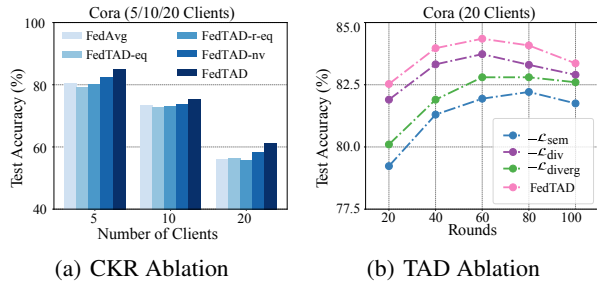 Cora (5/10/20 Clients)
Test Accuracy (%)
100
80
60
40
FedAvg
FedTAD-eq
FedTAD-r-eq
FedTAD-nv
FedTAD
5
10
20
Number of Clients
(a) CKR Ablation
Cora (20 Clients)
Test Accuracy (%)
85.0
82.5
80.0
77.5
−ℒsem
−ℒdiv
−ℒdiverg
FedTAD
20
40
60
80
100
Rounds
(b) TAD Ablation